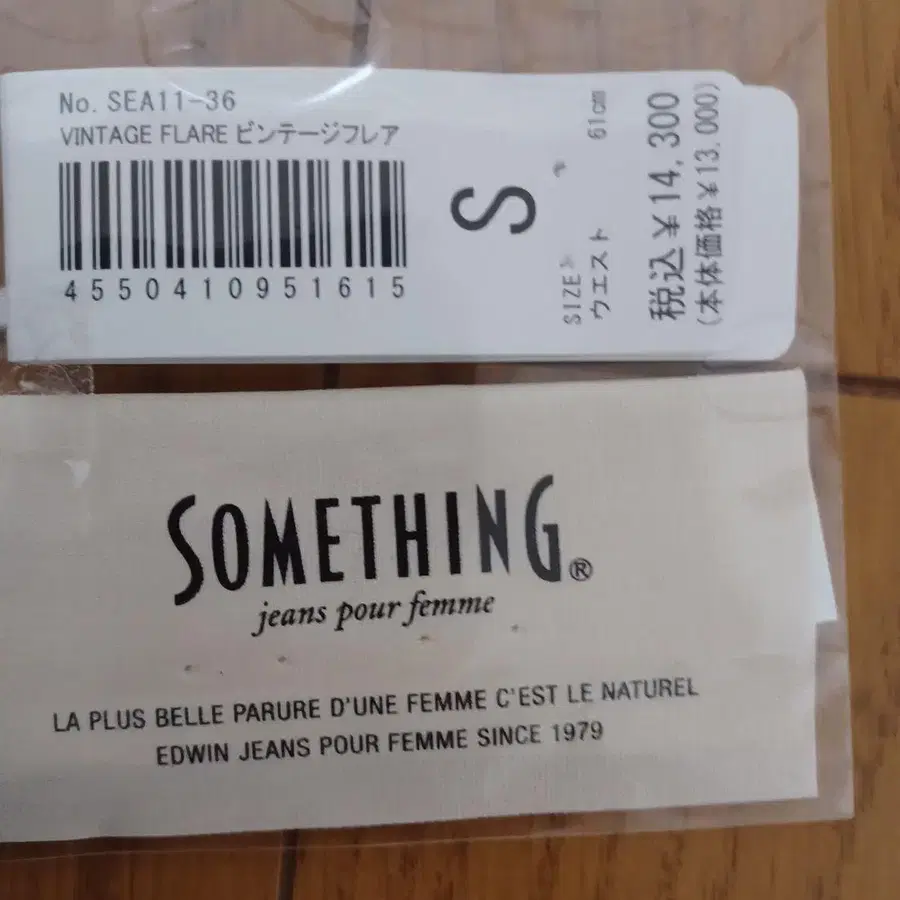 No. SEA11-36
VINTAGE FLARE ビンテージフレア
4550410951615
S
SIZE
ウエスト 61cm
税込¥14,300
(本体価格¥13,000)
SOMETHING®
jeans pour femme
LA PLUS BELLE PARURE D'UNE FEMME C'EST LE NATUREL
EDWIN JEANS POUR FEMME SINCE 1979